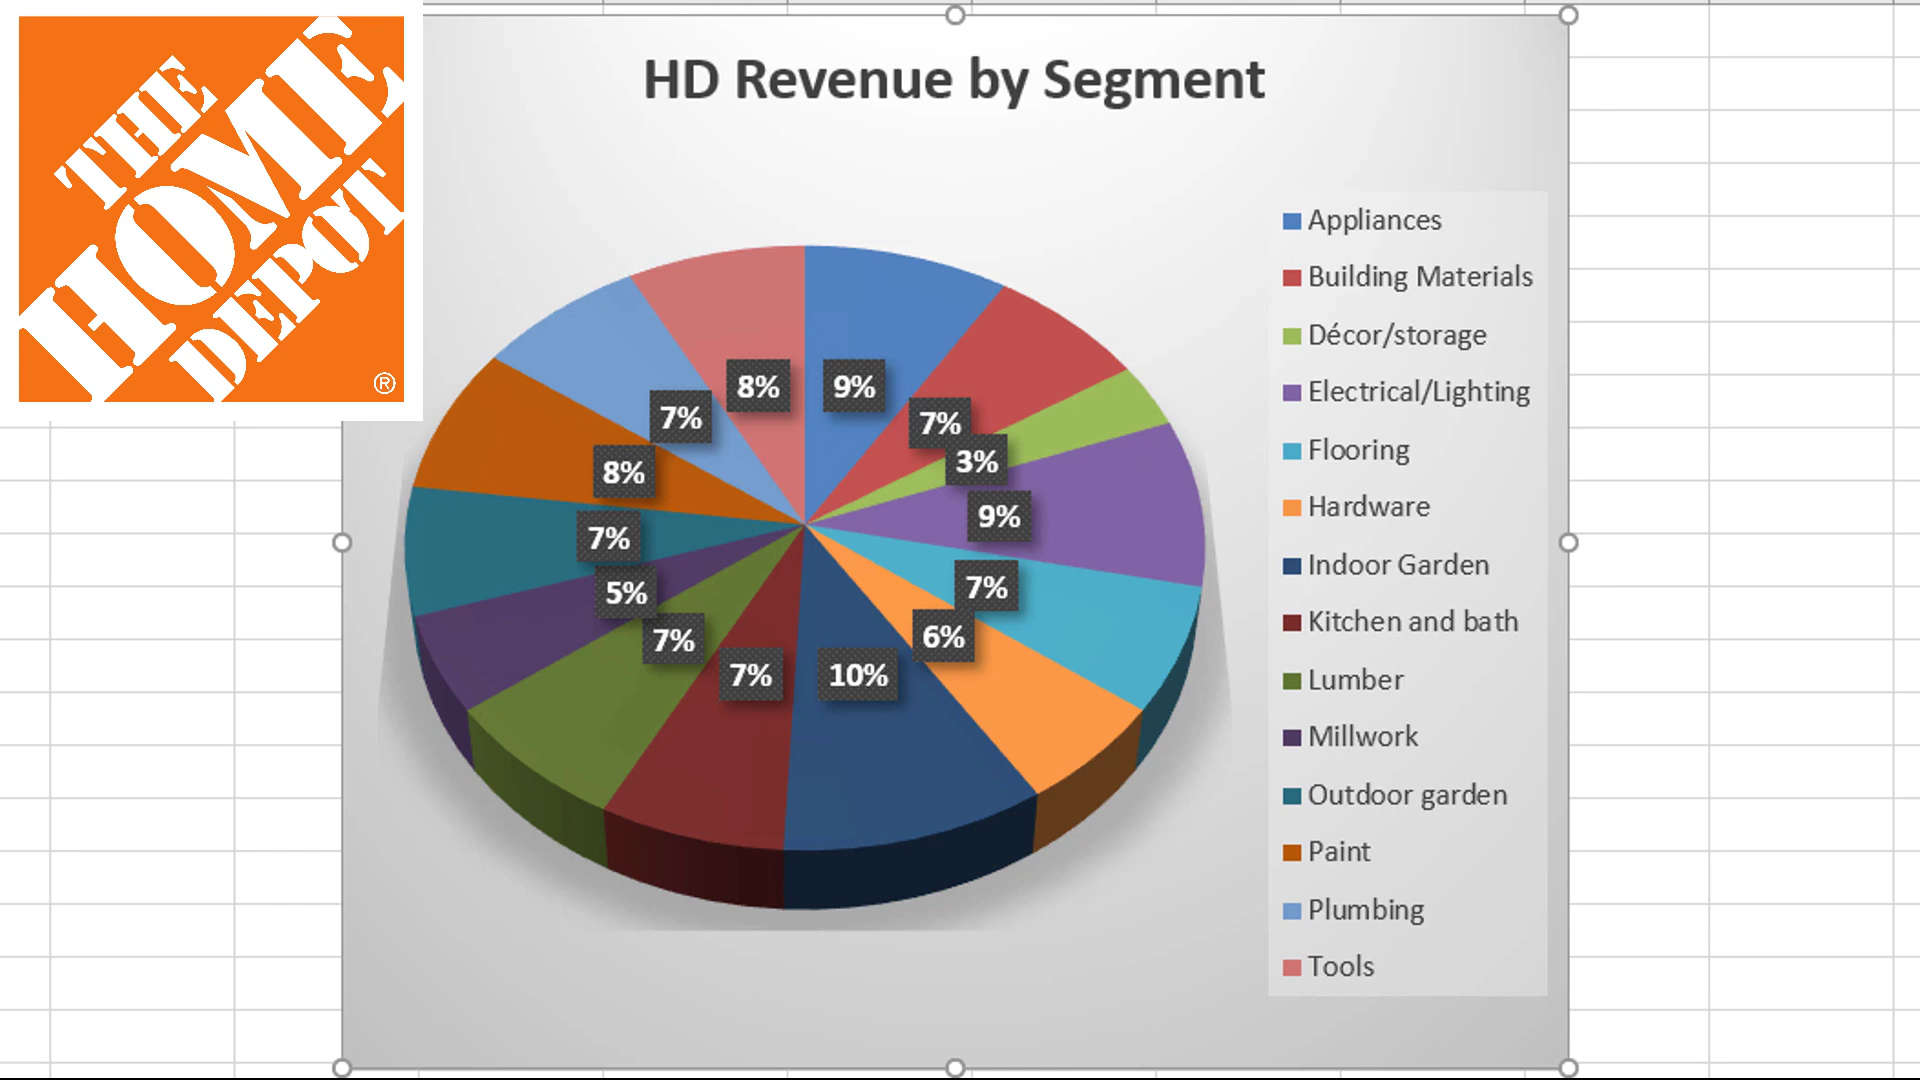 THE
HOME
DEPOT
®
HD Revenue by Segment
8%
9%
7%
7%
3%
8%
9%
7%
7%
5%
6%
7%
7%
10%
Appliances
Building Materials
Décor/storage
Electrical/Lighting
Flooring
Hardware
Indoor Garden
Kitchen and bath
Lumber
Millwork
Outdoor garden
Paint
Plumbing
Tools